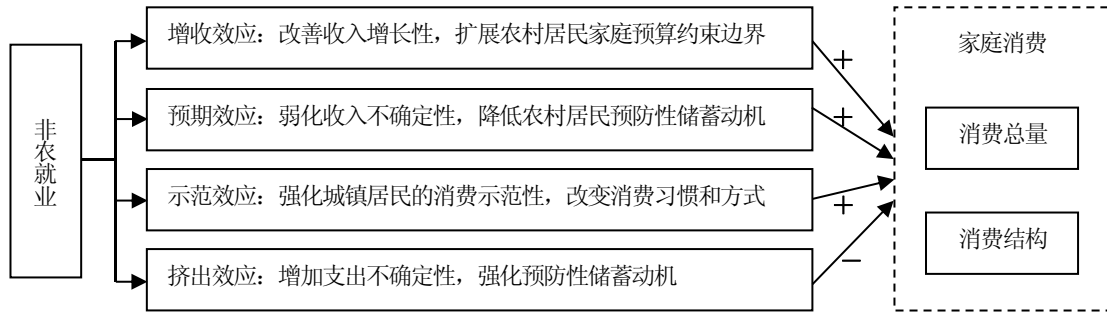 非农就业
增收效应：改善收入增长性，扩展农村居民家庭预算约束边界
预期效应：弱化收入不确定性，降低农村居民预防性储蓄动机
示范效应：强化城镇居民的消费示范性，改变消费习惯和方式
挤出效应：增加支出不确定性，强化预防性储蓄动机
+
+
+
−
家庭消费
消费总量
消费结构